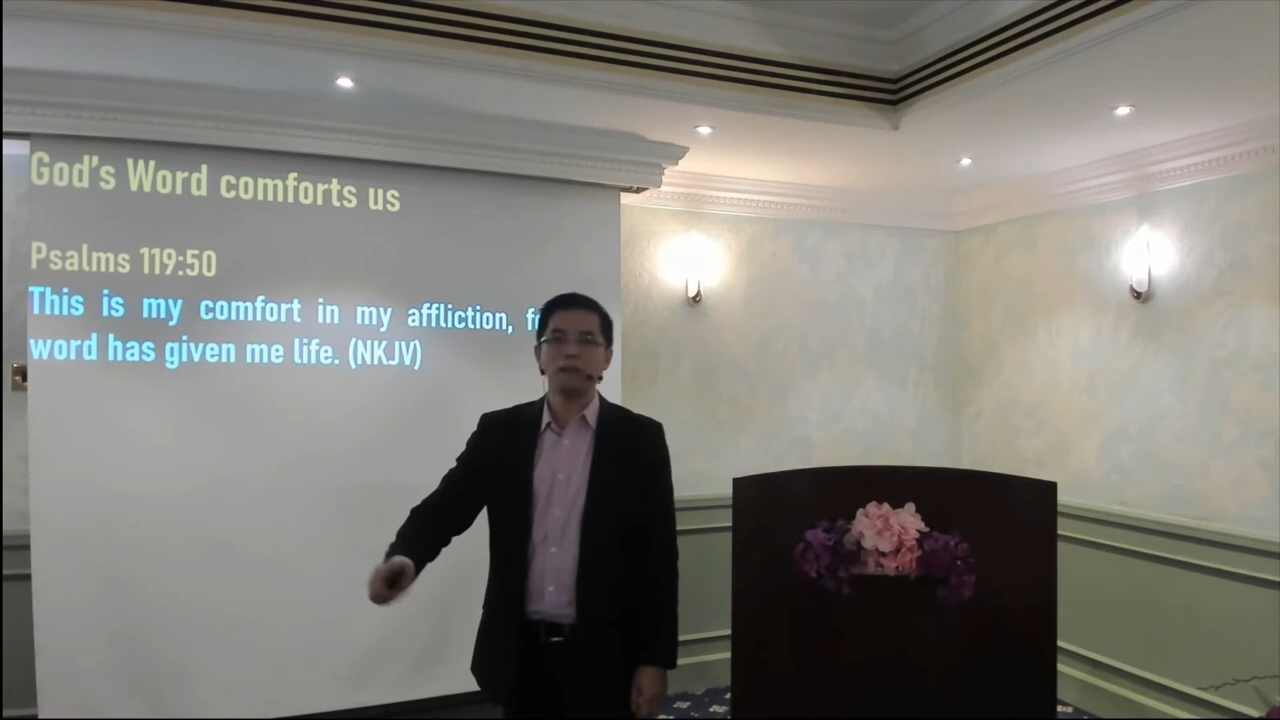 God's Word comforts us
Psalms 119:50
This is my comfort in my affliction,
word has given me life. (NKJV)